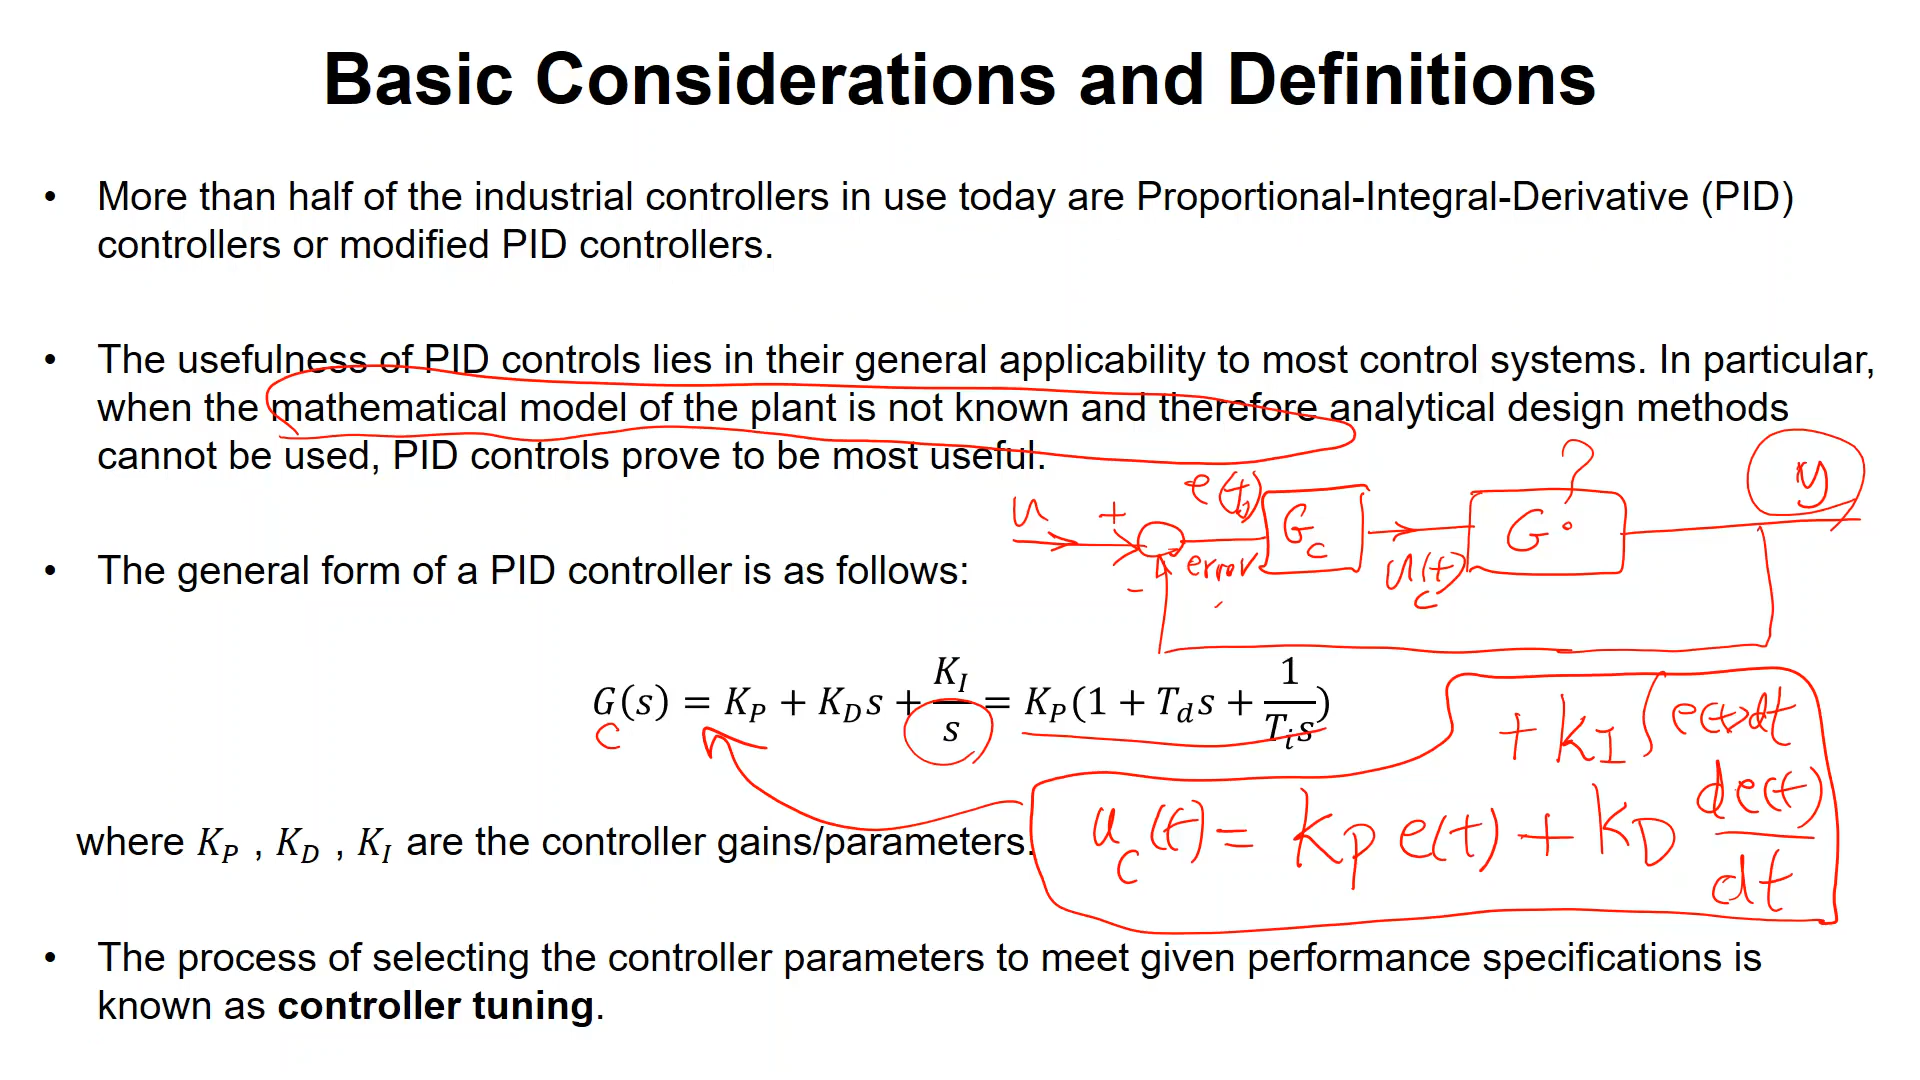 Basic Considerations and Definitions
• More than half of the industrial controllers in use today are Proportional-Integral-Derivative (PID)
controllers or modified PID controllers.
• The usefulness of PID controls lies in their general applicability to most control systems. In particular,
when the mathematical model of the plant is not known and therefore analytical design methods
cannot be used, PID controls prove to be most useful.
u + - e(t) error G_c u_c(t) G ? y
• The general form of a PID controller is as follows:
G_c(s) = K_P + K_D s + K_I/s = K_P(1 + T_d s + 1/(T_i s))
u_c(t) = K_P e(t) + K_D de(t)/dt + K_I ∫ e(t) dt
where K_P , K_D , K_I are the controller gains/parameters.
• The process of selecting the controller parameters to meet given performance specifications is
known as controller tuning.